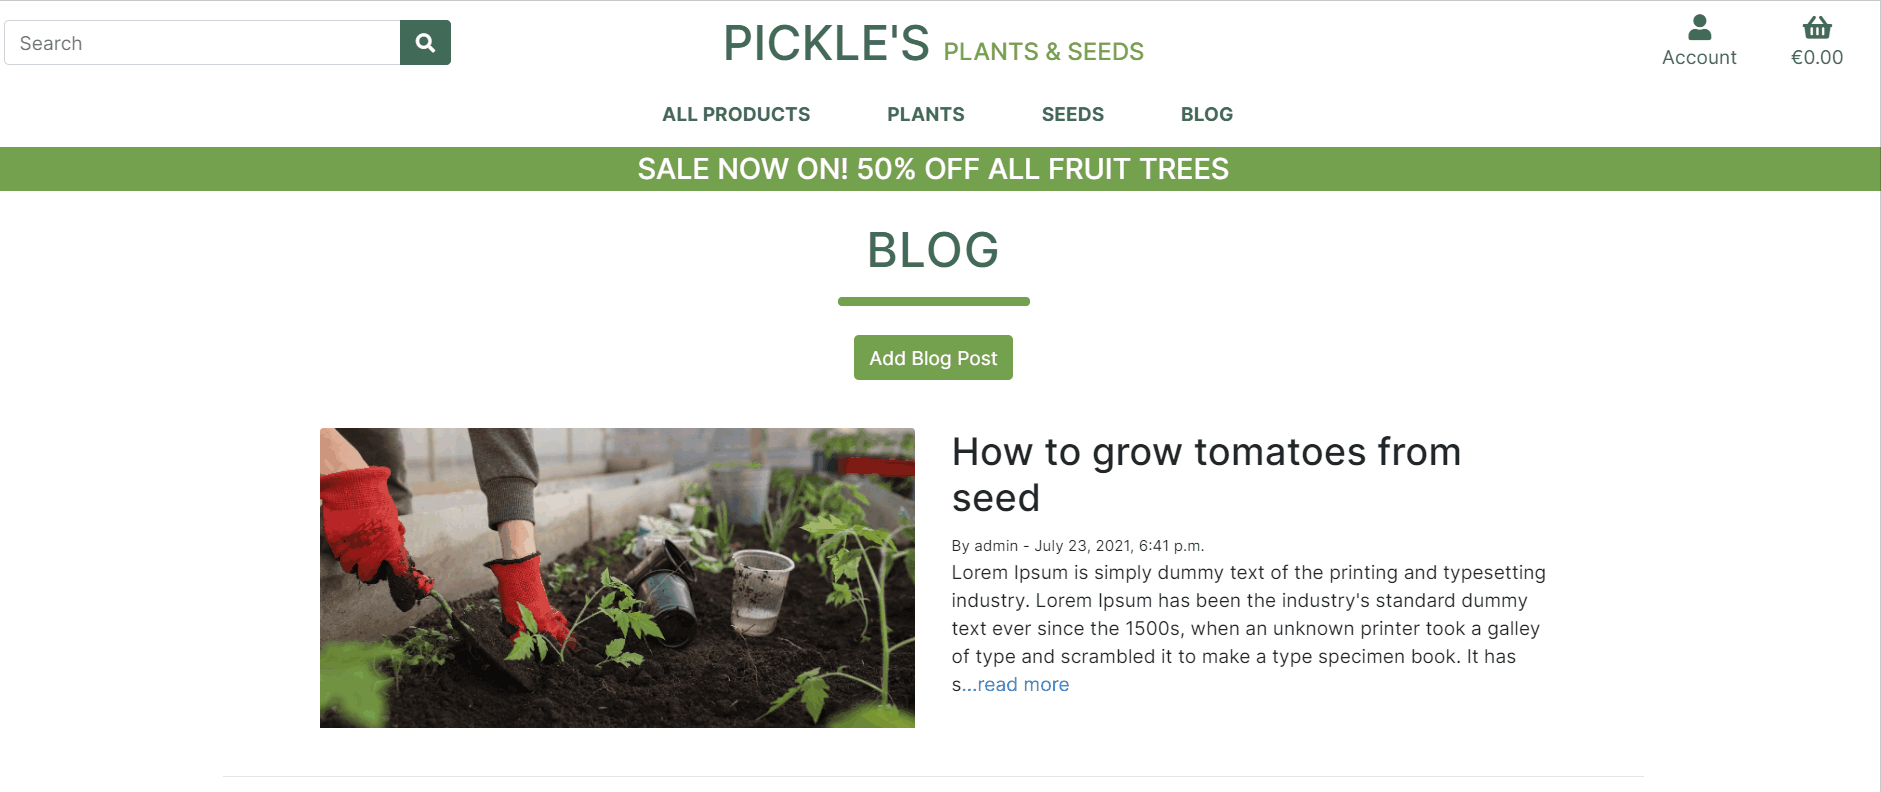 Search
PICKLE'S PLANTS & SEEDS
Account
€0.00
ALL PRODUCTS PLANTS SEEDS BLOG
SALE NOW ON! 50% OFF ALL FRUIT TREES
BLOG
Add Blog Post
How to grow tomatoes from
seed
By admin - July 23, 2021, 6:41 p.m.
Lorem Ipsum is simply dummy text of the printing and typesetting
industry. Lorem Ipsum has been the industry's standard dummy
text ever since the 1500s, when an unknown printer took a galley
of type and scrambled it to make a type specimen book. It has
s...read more